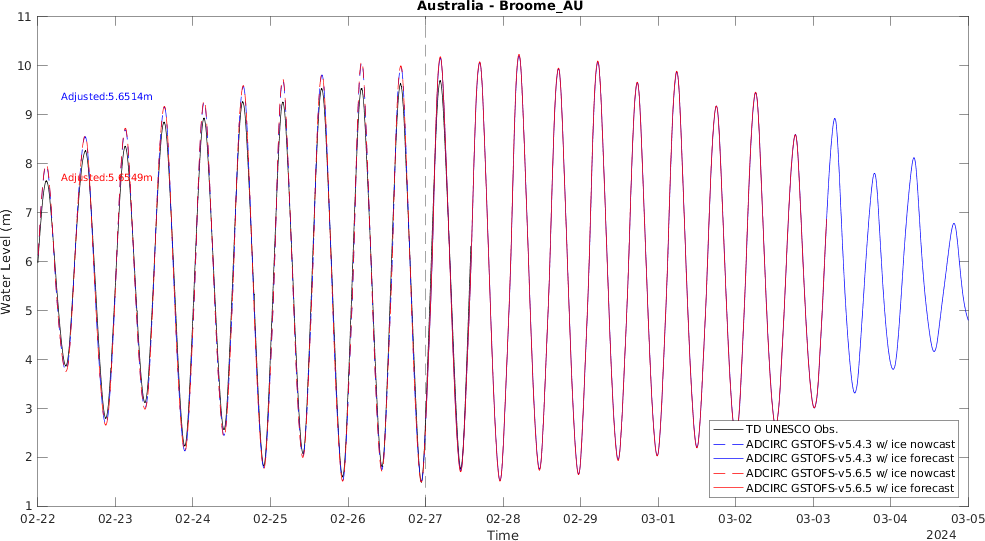 Australia - Broome_AU
11
10
9
8
7
6
5
4
3
2
1
Water Level (m)
Adjusted:5.6514m
Adjusted:5.6549m
TD UNESCO Obs.
ADCIRC GSTOFS-v5.4.3 w/ ice nowcast
ADCIRC GSTOFS-v5.4.3 w/ ice forecast
ADCIRC GSTOFS-v5.6.5 w/ ice nowcast
ADCIRC GSTOFS-v5.6.5 w/ ice forecast
02-22 02-23 02-24 02-25 02-26 02-27 02-28 02-29 03-01 03-02 03-03 03-04 03-05
Time
2024